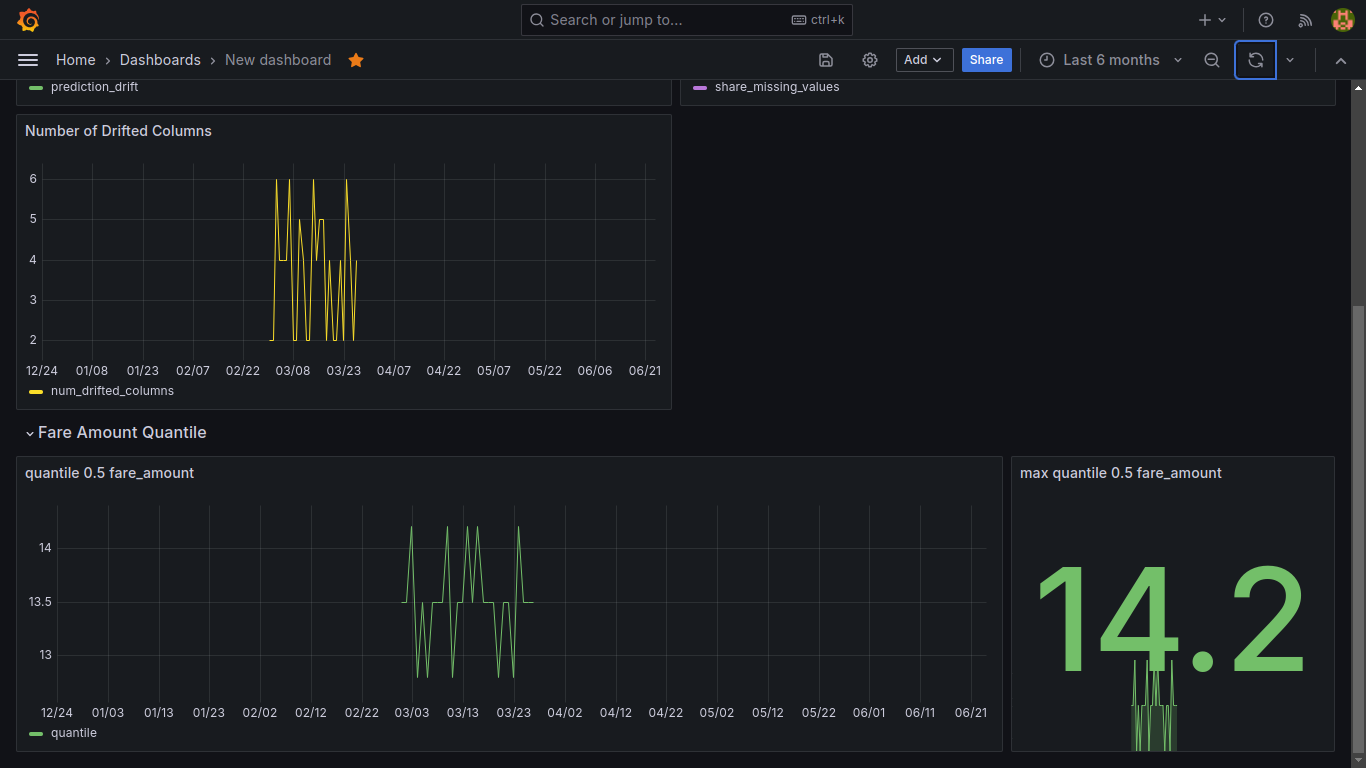 Search or jump to... ctrl+k
Home › Dashboards › New dashboard Add Share Last 6 months
prediction_drift
share_missing_values
Number of Drifted Columns
6
5
4
3
2
12/24 01/08 01/23 02/07 02/22 03/08 03/23 04/07 04/22 05/07 05/22 06/06 06/21
num_drifted_columns
Fare Amount Quantile
quantile 0.5 fare_amount
14
13.5
13
12/24 01/03 01/13 01/23 02/02 02/12 02/22 03/03 03/13 03/23 04/02 04/12 04/22 05/02 05/12 05/22 06/01 06/11 06/21
quantile
max quantile 0.5 fare_amount
14.2